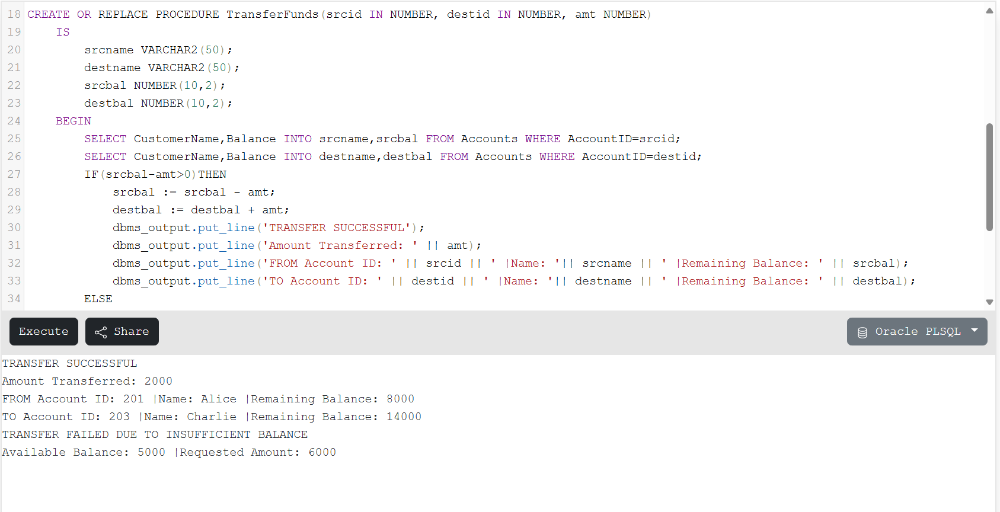 18 CREATE OR REPLACE PROCEDURE TransferFunds(srcid IN NUMBER, destid IN NUMBER, amt NUMBER)
19     IS
20         srcname VARCHAR2(50);
21         destname VARCHAR2(50);
22         srcbal NUMBER(10,2);
23         destbal NUMBER(10,2);
24     BEGIN
25         SELECT CustomerName,Balance INTO srcname,srcbal FROM Accounts WHERE AccountID=srcid;
26         SELECT CustomerName,Balance INTO destname,destbal FROM Accounts WHERE AccountID=destid;
27         IF(srcbal-amt>0)THEN
28             srcbal := srcbal - amt;
29             destbal := destbal + amt;
30             dbms_output.put_line('TRANSFER SUCCESSFUL');
31             dbms_output.put_line('Amount Transferred: ' || amt);
32             dbms_output.put_line('FROM Account ID: ' || srcid || ' |Name: '|| srcname || ' |Remaining Balance: ' || srcbal);
33             dbms_output.put_line('TO Account ID: ' || destid || ' |Name: '|| destname || ' |Remaining Balance: ' || destbal);
34         ELSE
Execute Share Oracle PLSQL
TRANSFER SUCCESSFUL
Amount Transferred: 2000
FROM Account ID: 201 |Name: Alice |Remaining Balance: 8000
TO Account ID: 203 |Name: Charlie |Remaining Balance: 14000
TRANSFER FAILED DUE TO INSUFFICIENT BALANCE
Available Balance: 5000 |Requested Amount: 6000